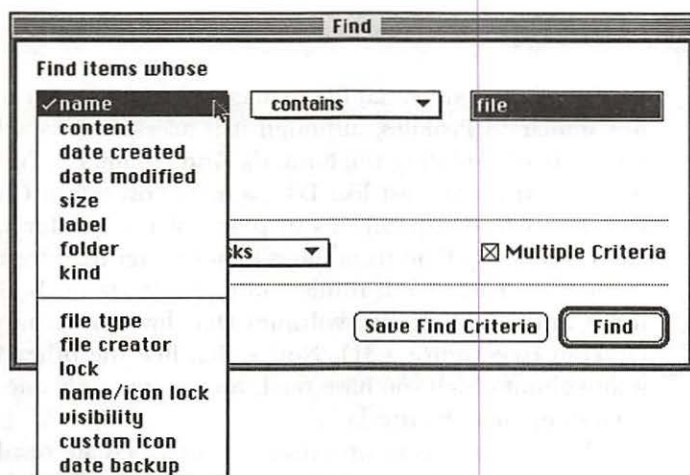 Find
Find items whose
✓name contains file
content
date created
date modified
size
label
folder
kind
sks Multiple Criteria
file type
file creator
lock
name/icon lock
visibility
custom icon
date backup
Save Find Criteria Find